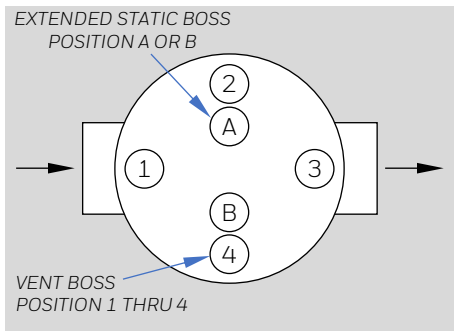 EXTENDED STATIC BOSS
POSITION A OR B
2
A
1
3
B
4
VENT BOSS
POSITION 1 THRU 4